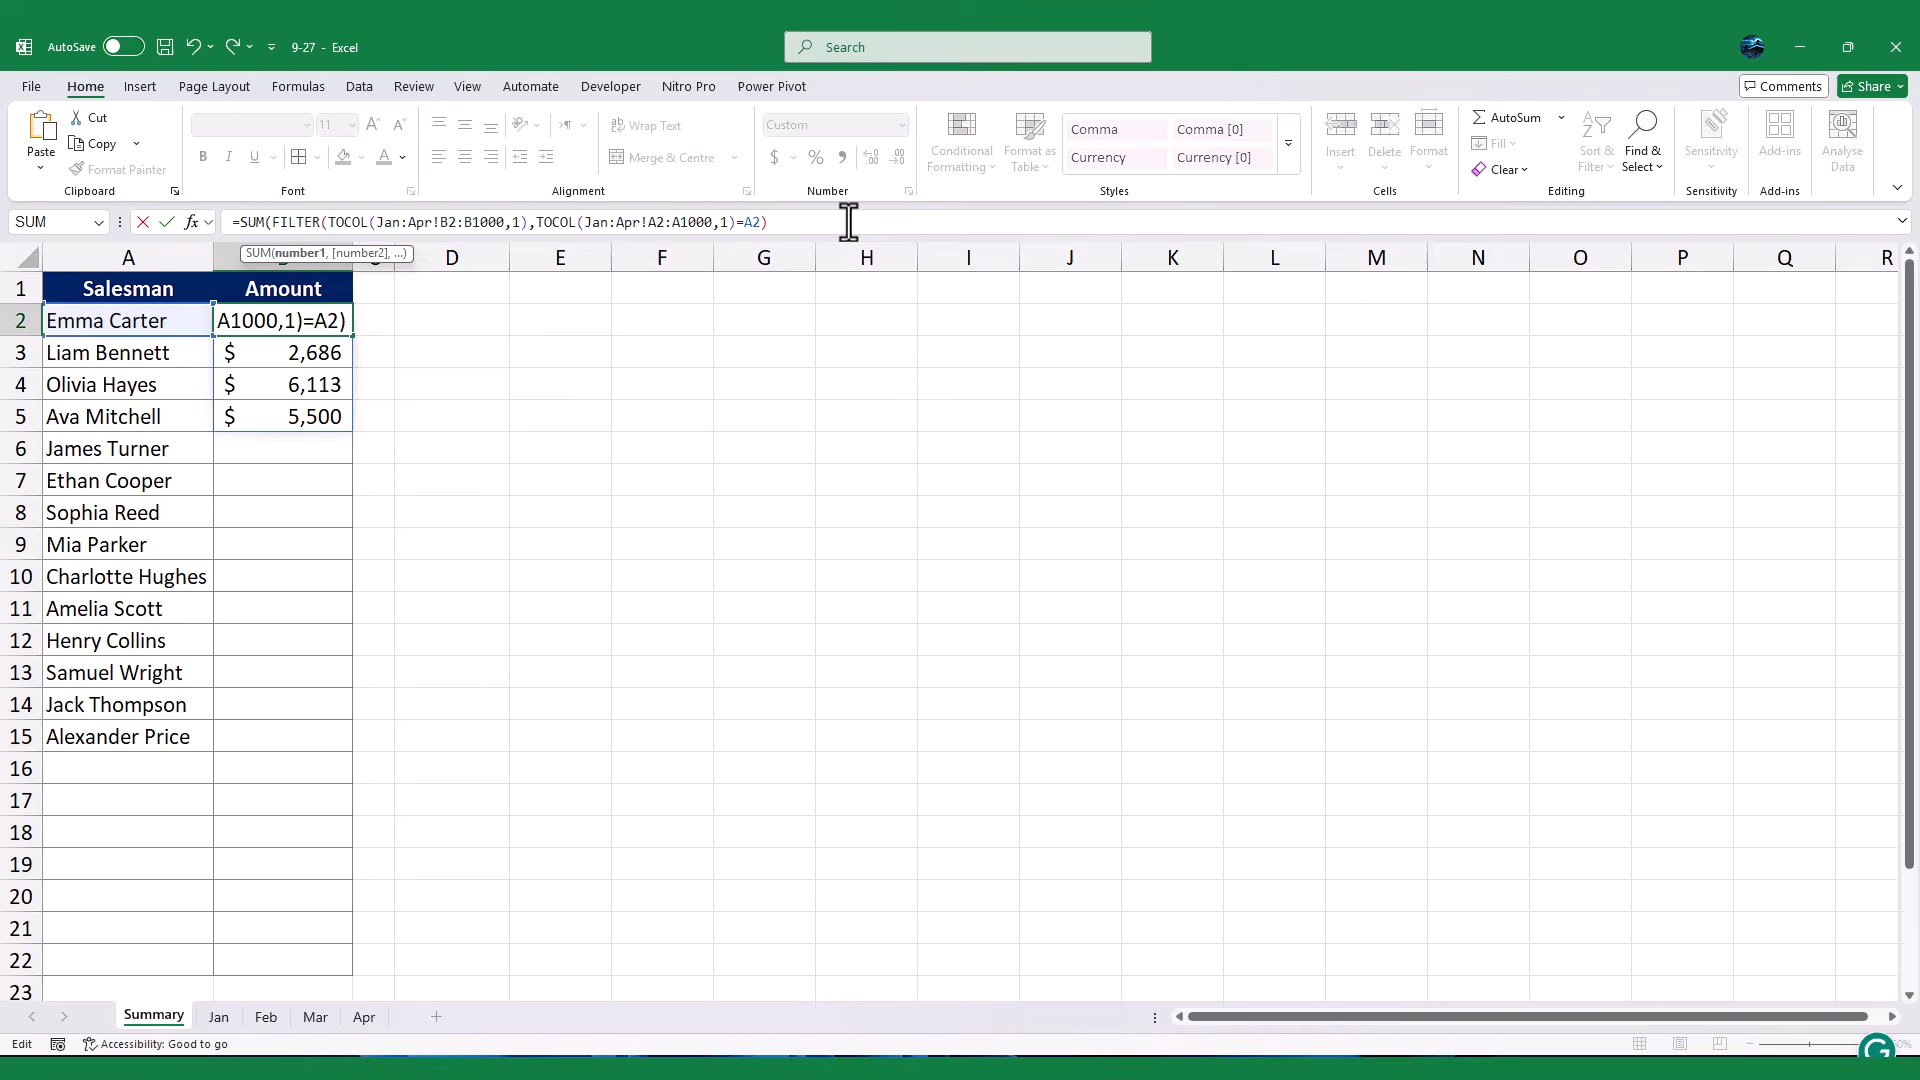 AutoSave 9-27 - Excel Search
File Home Insert Page Layout Formulas Data Review View Automate Developer Nitro Pro Power Pivot Comments Share
Paste Cut Copy Format Painter Clipboard
11 Font
Wrap Text Merge & Centre Alignment
Custom Number
Conditional Formatting Format as Table Comma Comma [0] Currency Currency [0] Styles
Insert Delete Format Cells
AutoSum Fill Clear Sort & Filter Find & Select Editing
Sensitivity Sensitivity
Add-ins Add-ins
Analyse Data
SUM =SUM(FILTER(TOCOL(Jan:Apr!B2:B1000,1),TOCOL(Jan:Apr!A2:A1000,1)=A2)
SUM(number1, [number2], ...)
A D E F G H I J K L M N O P Q R
1 Salesman Amount
2 Emma Carter A1000,1)=A2)
3 Liam Bennett $ 2,686
4 Olivia Hayes $ 6,113
5 Ava Mitchell $ 5,500
6 James Turner
7 Ethan Cooper
8 Sophia Reed
9 Mia Parker
10 Charlotte Hughes
11 Amelia Scott
12 Henry Collins
13 Samuel Wright
14 Jack Thompson
15 Alexander Price
16
17
18
19
20
21
22
23
Summary Jan Feb Mar Apr
Edit Accessibility: Good to go